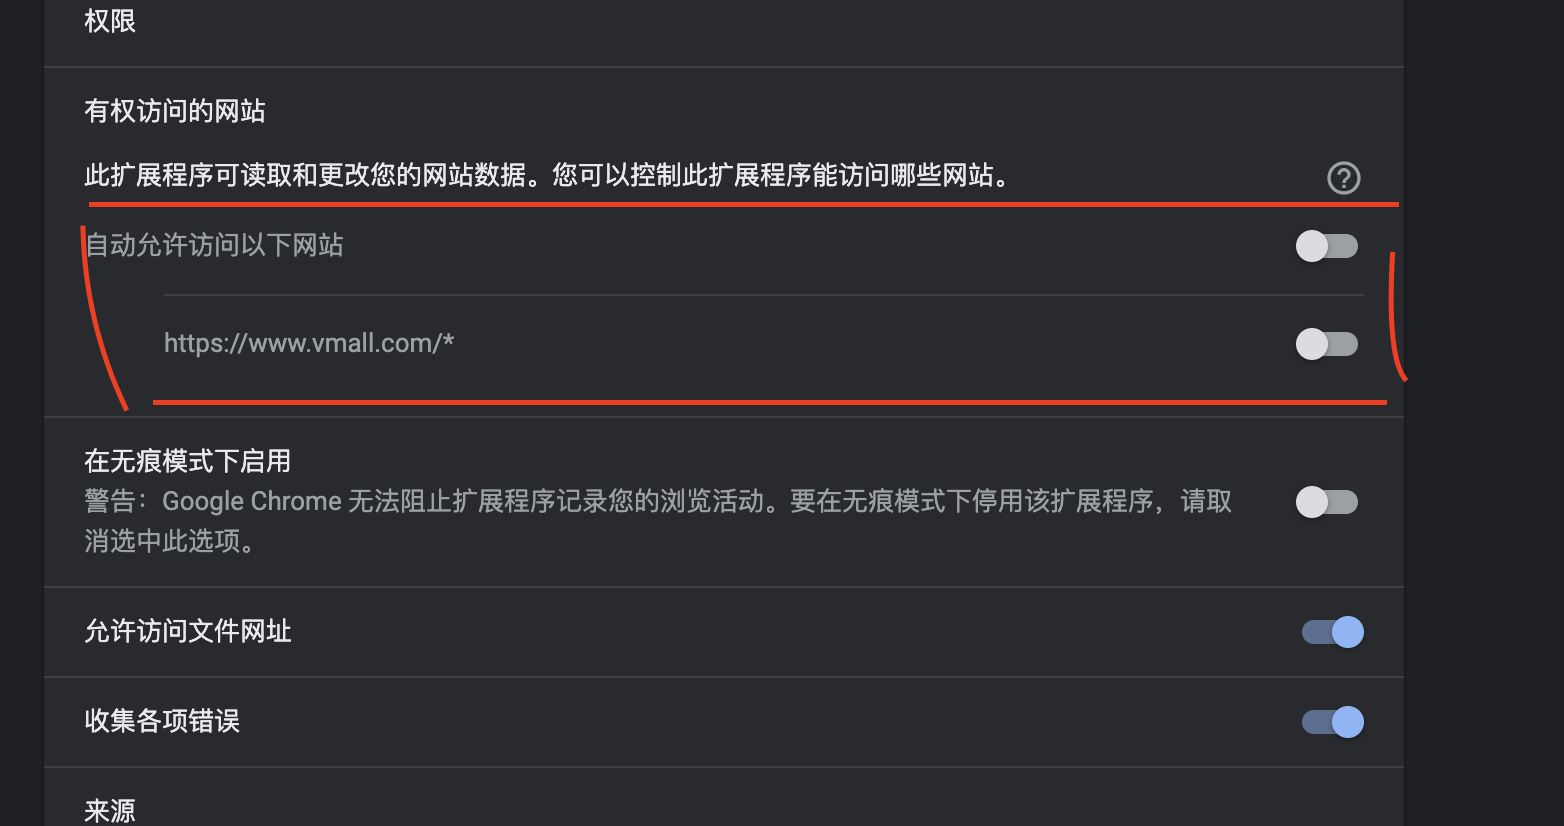 权限
有权访问的网站
此扩展程序可读取和更改您的网站数据。您可以控制此扩展程序能访问哪些网站。
自动允许访问以下网站
https://www.vmall.com/*
在无痕模式下启用
警告：Google Chrome 无法阻止扩展程序记录您的浏览活动。要在无痕模式下停用该扩展程序，请取
消选中此选项。
允许访问文件网址
收集各项错误
来源